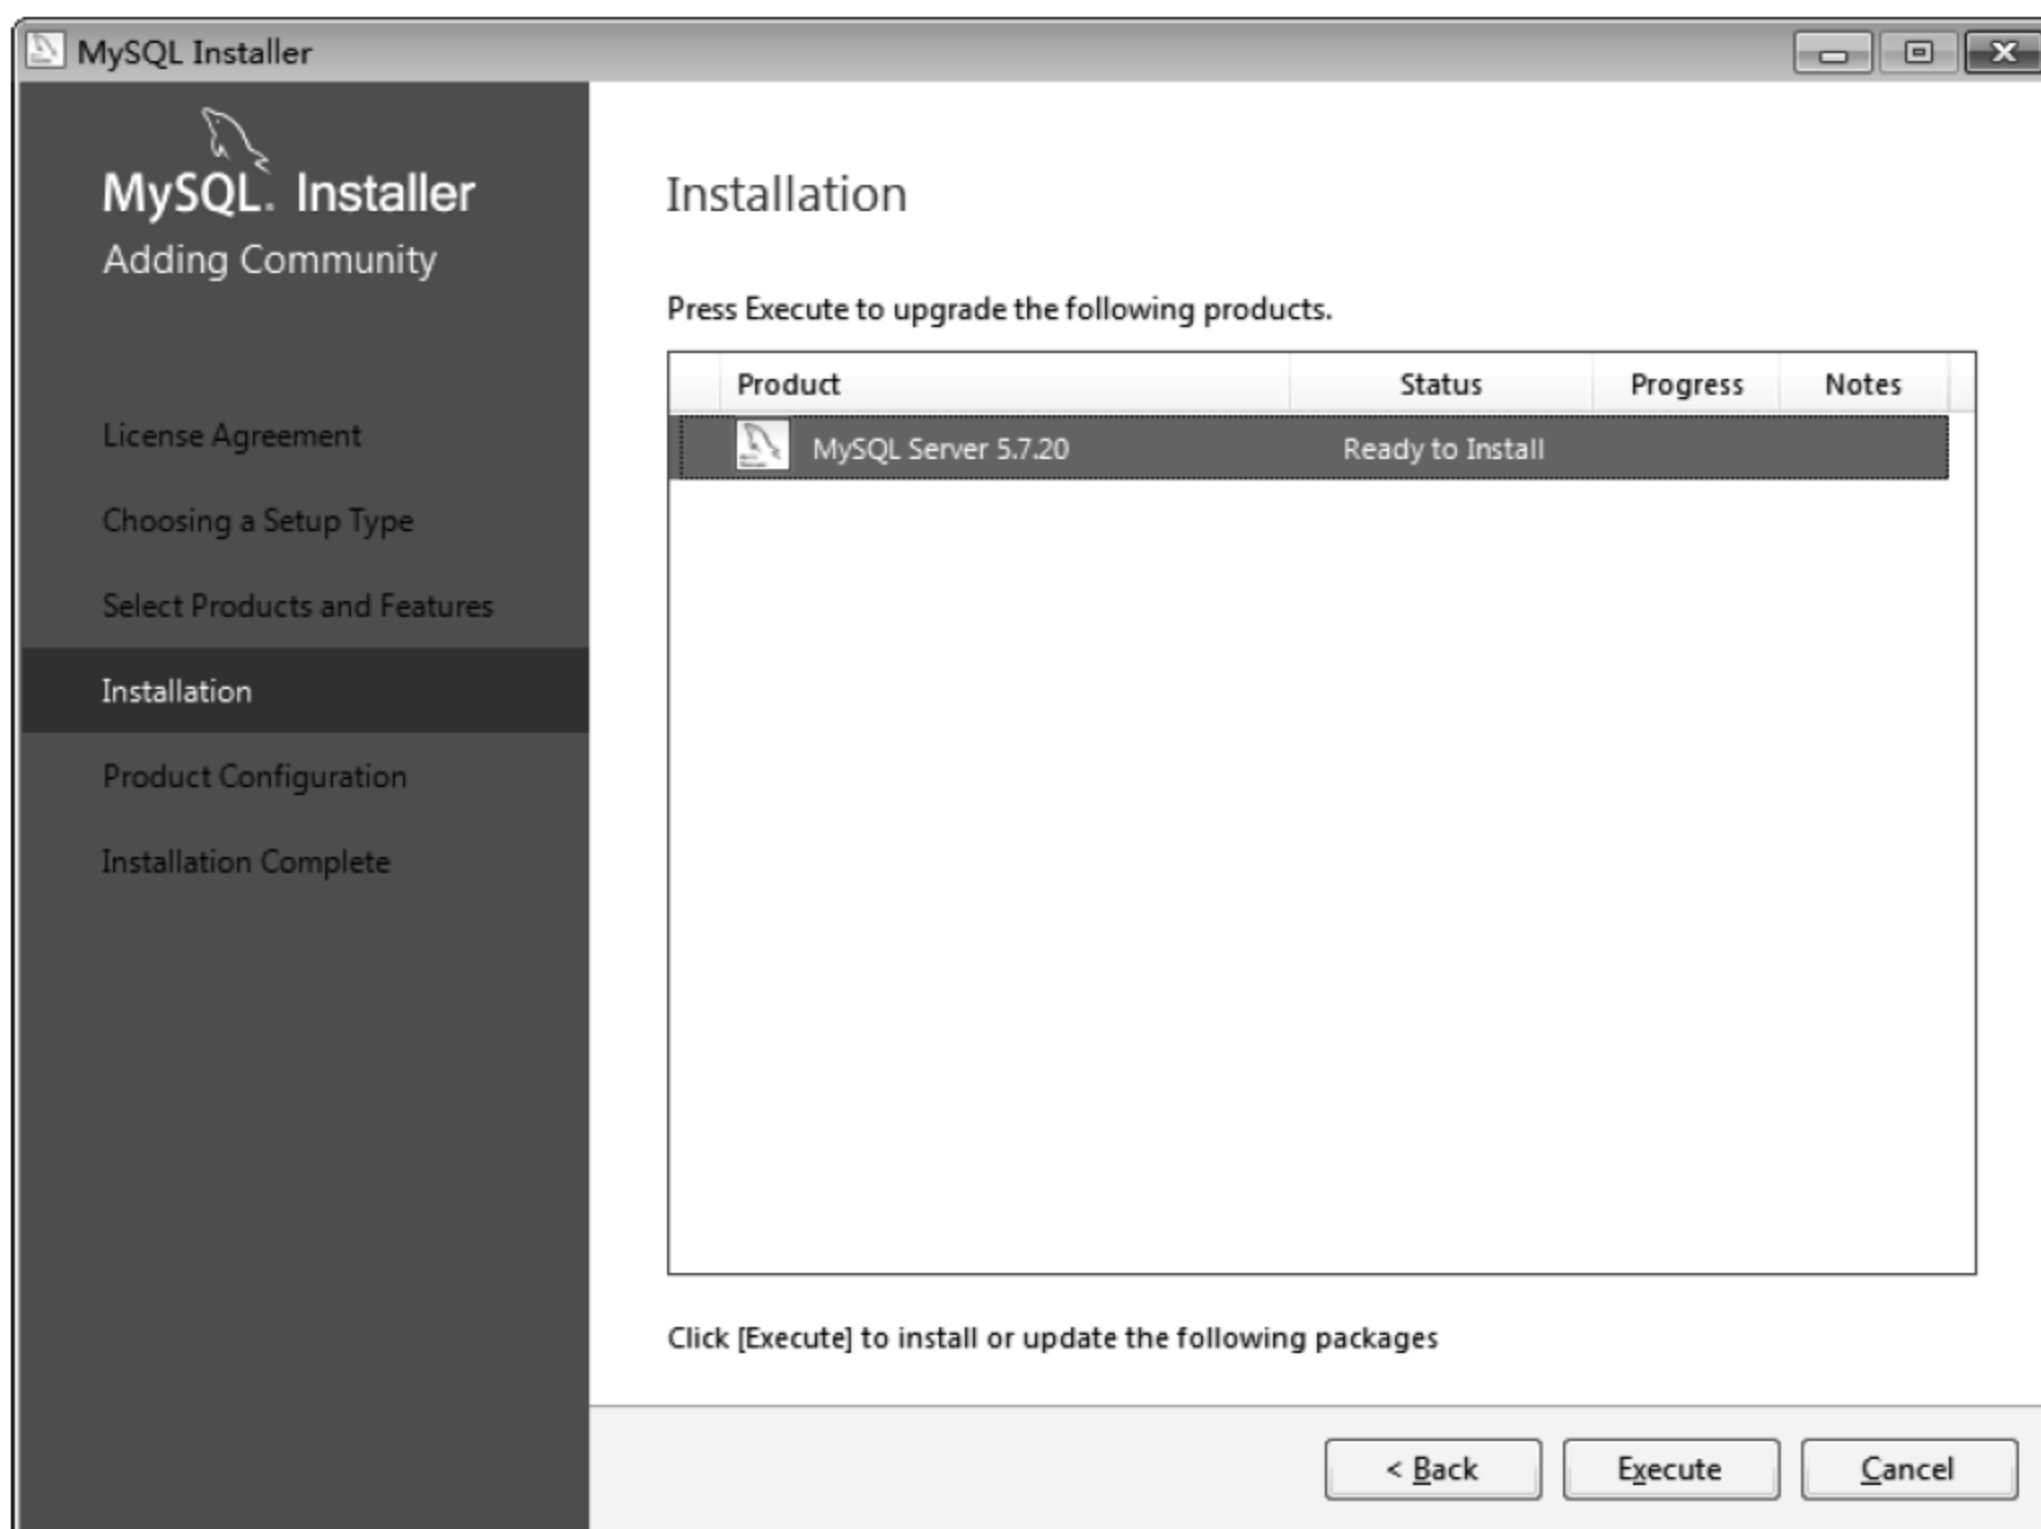 MySQL Installer
MySQL. Installer
Adding Community
License Agreement
Choosing a Setup Type
Select Products and Features
Installation
Product Configuration
Installation Complete
Installation
Press Execute to upgrade the following products.
Product Status Progress Notes
MySQL Server 5.7.20 Ready to Install
Click [Execute] to install or update the following packages
< Back Execute Cancel